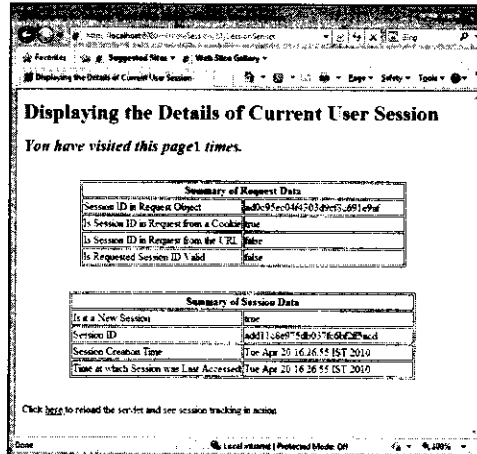 Favorites Suggested Sites Web Slice Gallery
Displaying the Details of Current User Session Page Safety Tools
Displaying the Details of Current User Session
You have visited this page1 times.
Summary of Request Data
Session ID in Request Object
Is Session ID in Request from a Cookie true
Is Session ID in Request from the URL false
Is Requested Session ID Valid false
Summary of Session Data
Is it a New Session true
Session ID
Session Creation Time Tue Apr 20 16:26:55 IST 2010
Time at which Session was Last Accessed Tue Apr 20 16:26:55 IST 2010
Click here to reload the servlet and see session tracking in action
Done Local intranet | Protected Mode: Off 100%